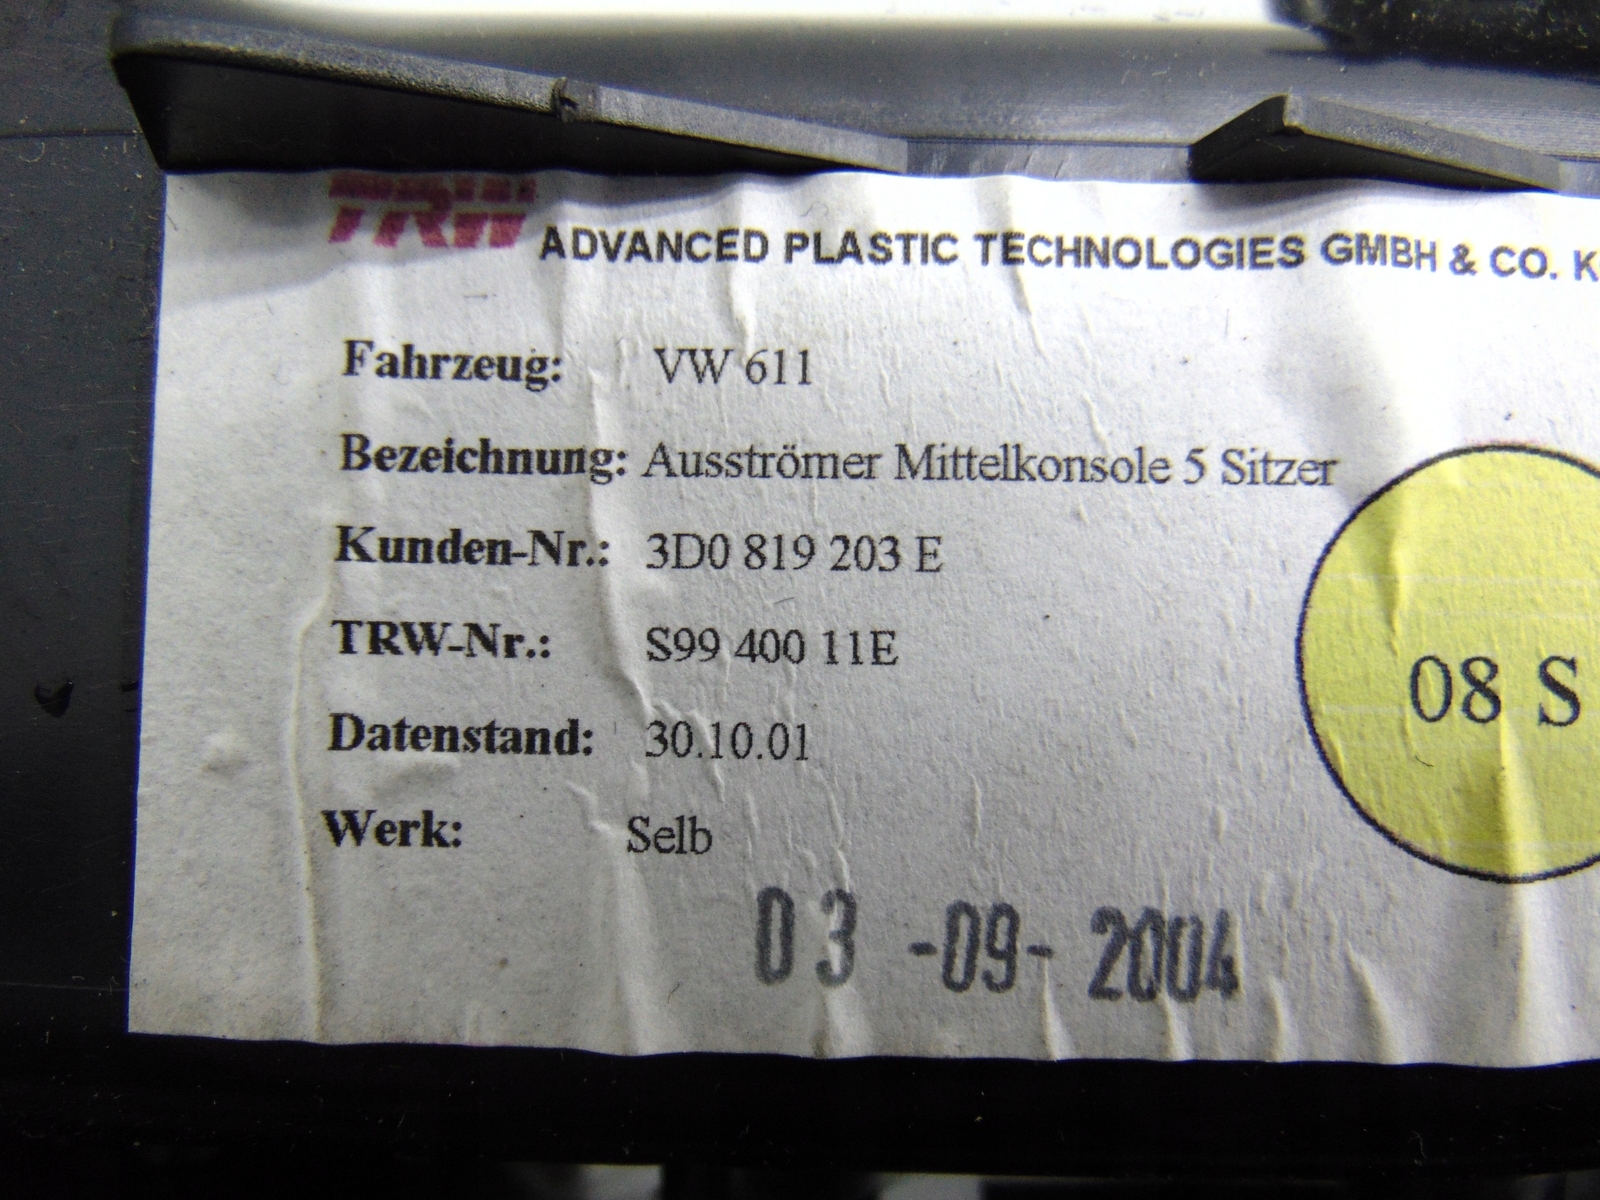 TRW ADVANCED PLASTIC TECHNOLOGIES GMBH & CO. K
Fahrzeug: VW 611
Bezeichnung: Ausströmer Mittelkonsole 5 Sitzer
Kunden-Nr.: 3D0 819 203 E
TRW-Nr.: S99 400 11E
08 S
Datenstand: 30.10.01
Werk: Selb
03 -09- 2004